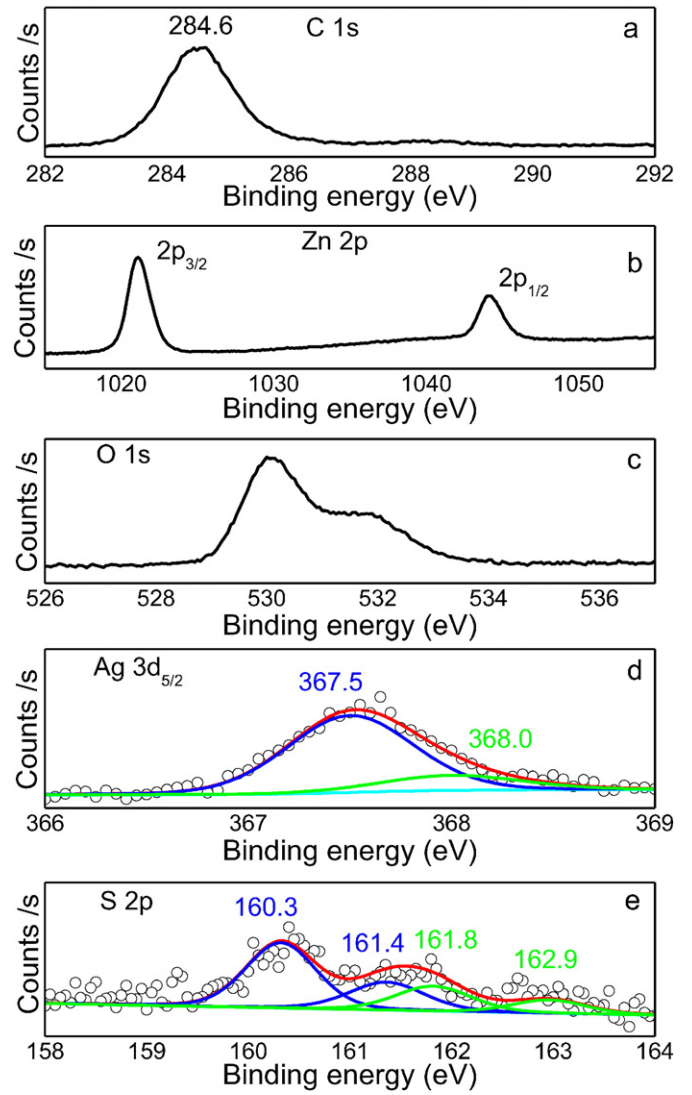 284.6 C 1s a
Counts /s
282 284 286 288 290 292
Binding energy (eV)
2p3/2 Zn 2p b
2p1/2
Counts /s
1020 1030 1040 1050
Binding energy (eV)
O 1s c
Counts /s
526 528 530 532 534 536
Binding energy (eV)
Ag 3d5/2 d
367.5
368.0
Counts /s
366 367 368 369
Binding energy (eV)
S 2p e
160.3
161.4 161.8
162.9
Counts /s
158 159 160 161 162 163 164
Binding energy (eV)